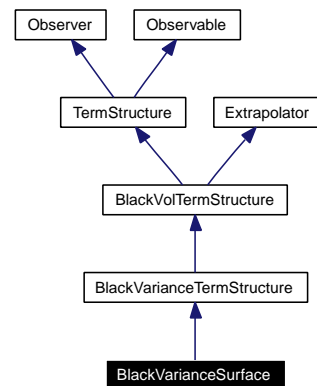 Observer
Observable
TermStructure
Extrapolator
BlackVolTermStructure
BlackVarianceTermStructure
BlackVarianceSurface